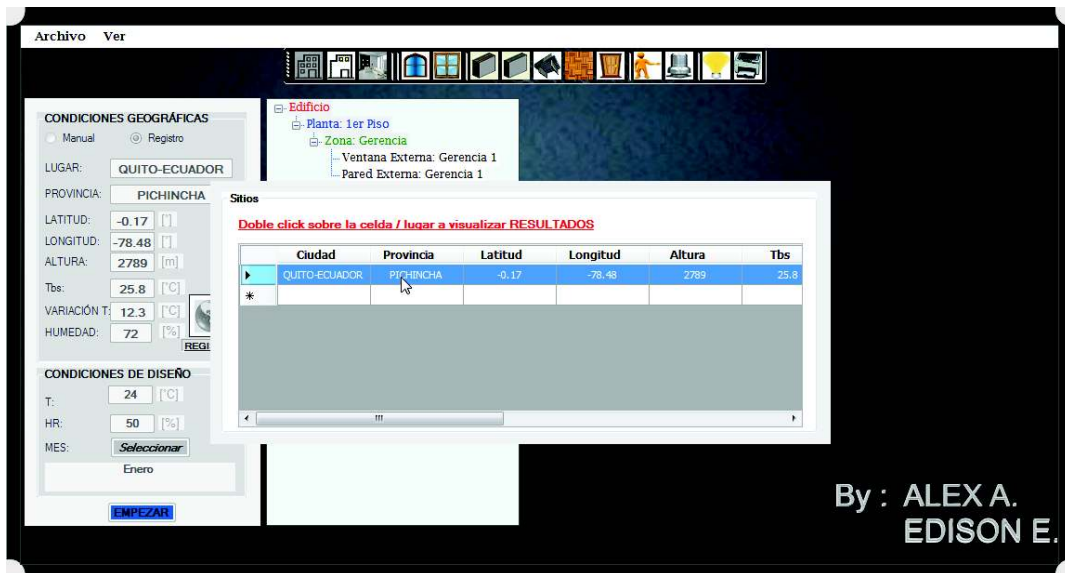 Archivo Ver
CONDICIONES GEOGRÁFICAS
Manual Registro
LUGAR: QUITO-ECUADOR
PROVINCIA: PICHINCHA
LATITUD: -0.17 [°]
LONGITUD: -78.48 [°]
ALTURA: 2789 [m]
Tbs: 25.8 [°C]
VARIACIÓN T: 12.3 [°C]
HUMEDAD: 72 [%]
REGI
CONDICIONES DE DISEÑO
T: 24 [°C]
HR: 50 [%]
MES: Seleccionar
Enero
EMPEZAR
Edificio
Planta: 1er Piso
Zona: Gerencia
Ventana Externa: Gerencia 1
Pared Externa: Gerencia 1
Sitios
Doble click sobre la celda / lugar a visualizar RESULTADOS
Ciudad Provincia Latitud Longitud Altura Tbs
QUITO-ECUADOR PICHINCHA -0.17 -78.48 2789 25.8
By : ALEX A.
EDISON E.